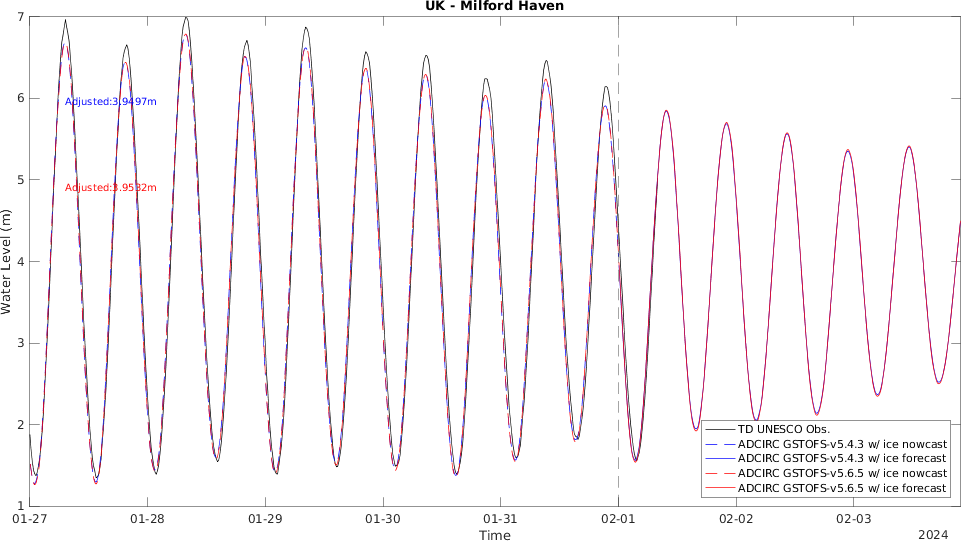 UK - Milford Haven
7
6
Adjusted:3.9497m
5
Adjusted:3.9532m
4
Water Level (m)
3
2
TD UNESCO Obs.
ADCIRC GSTOFS-v5.4.3 w/ ice nowcast
ADCIRC GSTOFS-v5.4.3 w/ ice forecast
ADCIRC GSTOFS-v5.6.5 w/ ice nowcast
ADCIRC GSTOFS-v5.6.5 w/ ice forecast
1
01-27 01-28 01-29 01-30 01-31 02-01 02-02 02-03
Time
2024